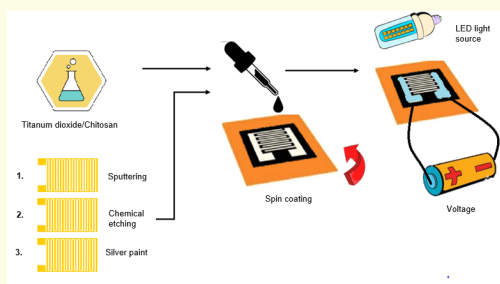 LED light
source
Titanum dioxide/Chitosan
1. Sputtering
2. Chemical
etching
3. Silver paint
Spin coating
+ −
Voltage